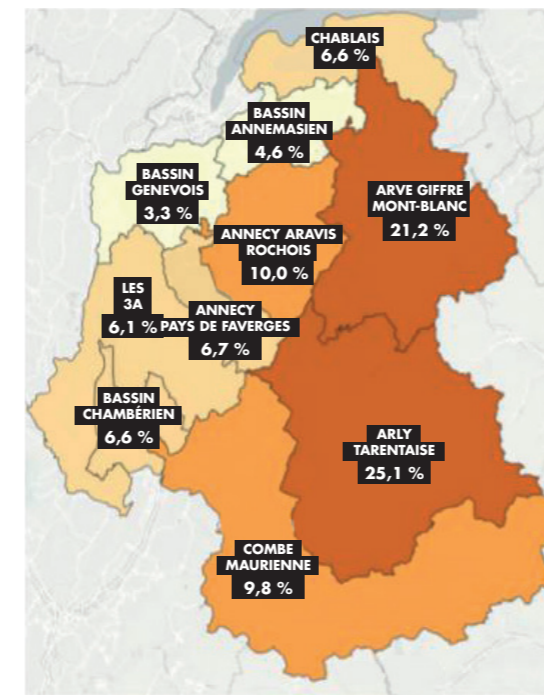 CHABLAIS
6,6 %
BASSIN
ANNEMASIEN
4,6 %
BASSIN
GENEVOIS
3,3 %
ARVE GIFFRE
MONT-BLANC
21,2 %
ANNECY ARAVIS
ROCHOIS
10,0 %
LES
3A
6,1 %
ANNECY
PAYS DE FAVERGES
6,7 %
BASSIN
CHAMBÉRIEN
6,6 %
ARLY
TARENTAISE
25,1 %
COMBE
MAURIENNE
9,8 %